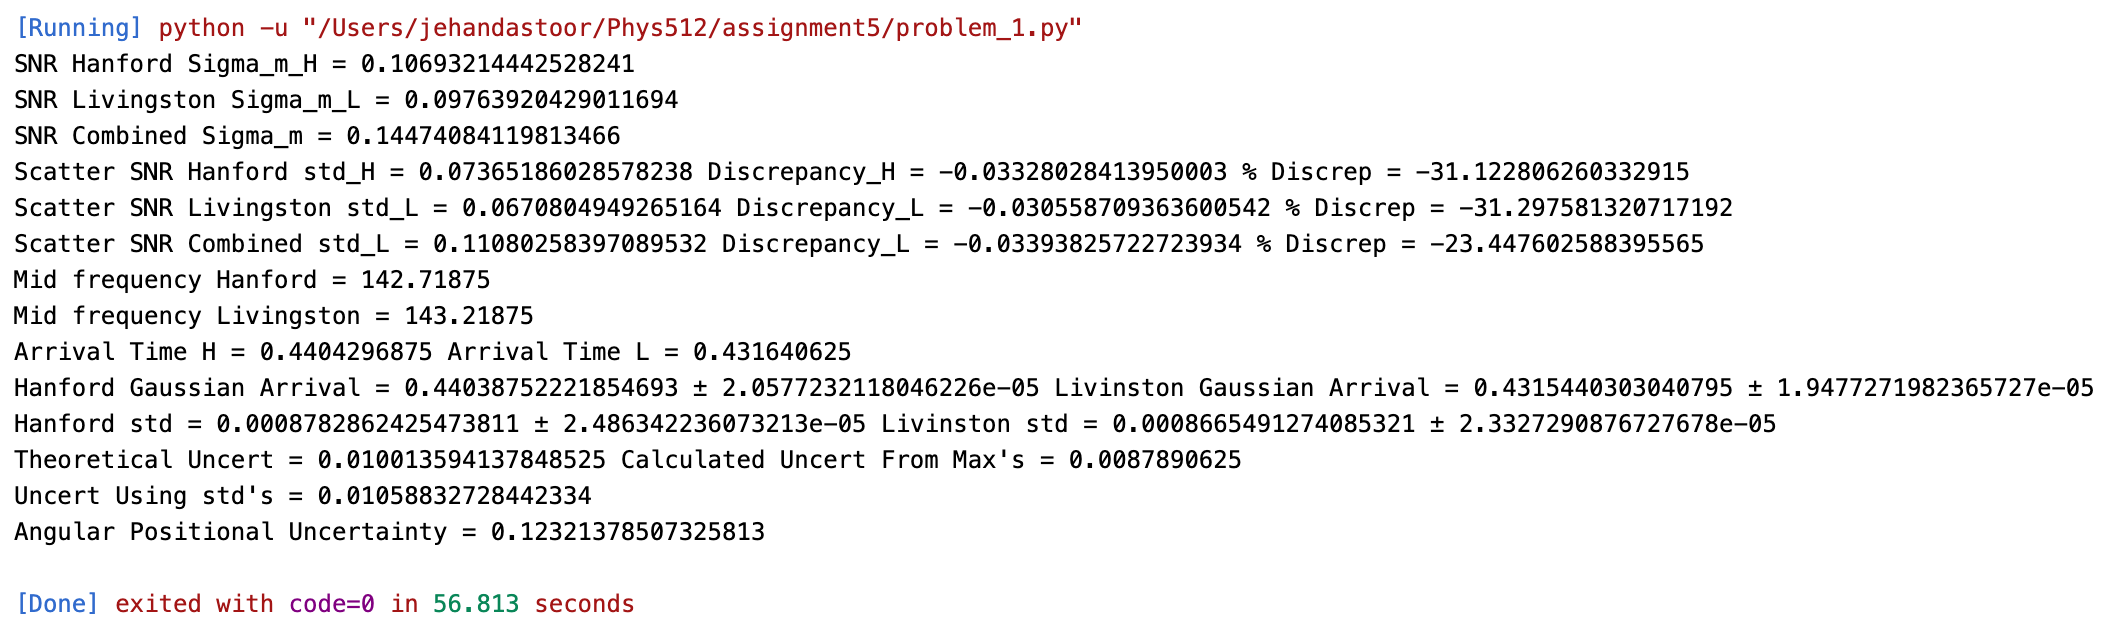 [Running] python -u "/Users/jehandastoor/Phys512/assignment5/problem_1.py"
SNR Hanford Sigma_m_H = 0.10693214442528241
SNR Livingston Sigma_m_L = 0.09763920429011694
SNR Combined Sigma_m = 0.14474084119813466
Scatter SNR Hanford std_H = 0.07365186028578238 Discrepancy_H = -0.03328028413950003 % Discrep = -31.122806260332915
Scatter SNR Livingston std_L = 0.0670804949265164 Discrepancy_L = -0.030558709363600542 % Discrep = -31.297581320717192
Scatter SNR Combined std_L = 0.11080258397089532 Discrepancy_L = -0.03393825722723934 % Discrep = -23.447602588395565
Mid frequency Hanford = 142.71875
Mid frequency Livingston = 143.21875
Arrival Time H = 0.4404296875 Arrival Time L = 0.431640625
Hanford Gaussian Arrival = 0.44038752221854693 ± 2.0577232118046226e-05 Livinston Gaussian Arrival = 0.4315440303040795 ± 1.9477271982365727e-05
Hanford std = 0.0008782862425473811 ± 2.486342236073213e-05 Livinston std = 0.0008665491274085321 ± 2.3327290876727678e-05
Theoretical Uncert = 0.010013594137848525 Calculated Uncert From Max's = 0.0087890625
Uncert Using std's = 0.01058832728442334
Angular Positional Uncertainty = 0.12321378507325813
[Done] exited with code=0 in 56.813 seconds